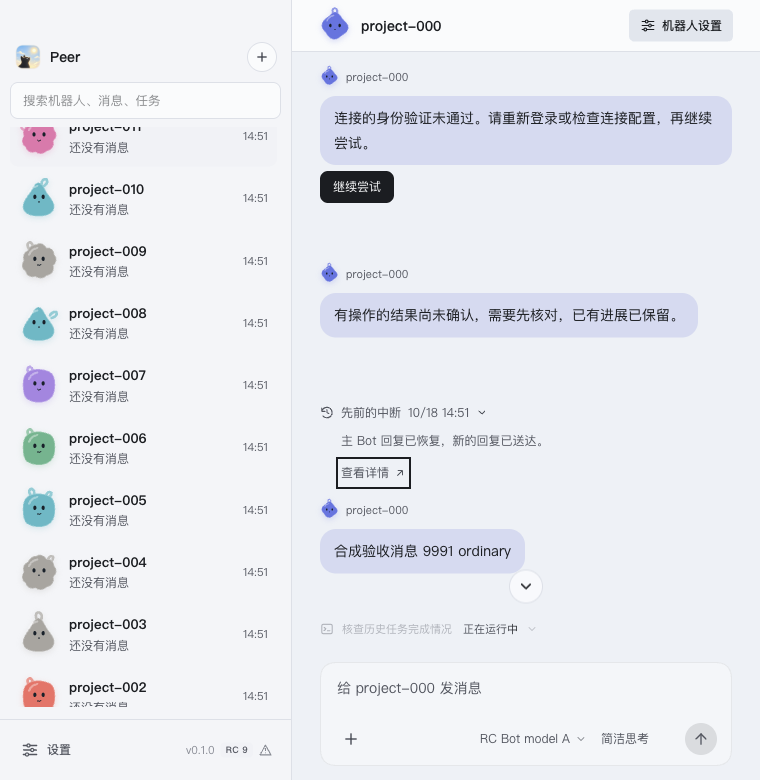 Peer
搜索机器人、消息、任务
project-011
14:51
还没有消息
project-010
14:51
还没有消息
project-009
14:51
还没有消息
project-008
14:51
还没有消息
project-007
14:51
还没有消息
project-006
14:51
还没有消息
project-005
14:51
还没有消息
project-004
14:51
还没有消息
project-003
14:51
还没有消息
project-002
14:51
还没有消息
设置
v0.1.0 RC 9
project-000
机器人设置
project-000
连接的身份验证未通过。请重新登录或检查连接配置，再继续
尝试。
继续尝试
project-000
有操作的结果尚未确认，需要先核对，已有进展已保留。
先前的中断 10/18 14:51
主 Bot 回复已恢复，新的回复已送达。
查看详情
project-000
合成验收消息 9991 ordinary
核查历史任务完成情况 正在运行中
给 project-000 发消息
RC Bot model A 简洁思考